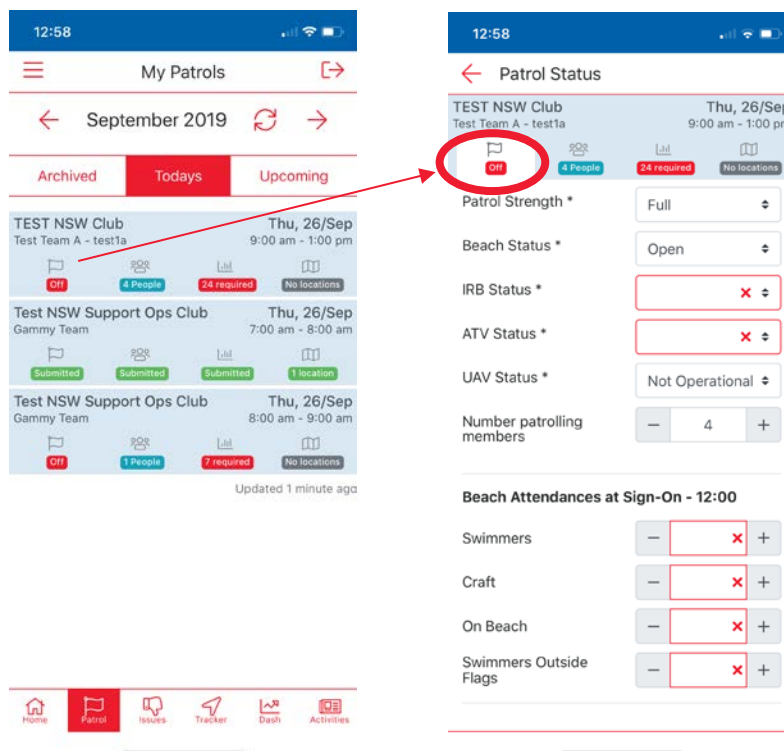 12:58
My Patrols
September 2019
Archived Todays Upcoming
TEST NSW Club Thu, 26/Sep
Test Team A - test1a 9:00 am - 1:00 pm
Off 4 People 24 required No locations
Test NSW Support Ops Club Thu, 26/Sep
Gammy Team 7:00 am - 8:00 am
Submitted Submitted Submitted 1 location
Test NSW Support Ops Club Thu, 26/Sep
Gammy Team 8:00 am - 9:00 am
Off 1 People 7 required No locations
Updated 1 minute ago
Home Patrol Issues Tracker Dash Activities
12:58
Patrol Status
TEST NSW Club Thu, 26/Sep
Test Team A - test1a 9:00 am - 1:00 pm
Off 4 People 24 required No locations
Patrol Strength * Full
Beach Status * Open
IRB Status *
ATV Status *
UAV Status * Not Operational
Number patrolling − 4 +
members
Beach Attendances at Sign-On - 12:00
Swimmers − +
Craft − +
On Beach − +
Swimmers Outside − +
Flags